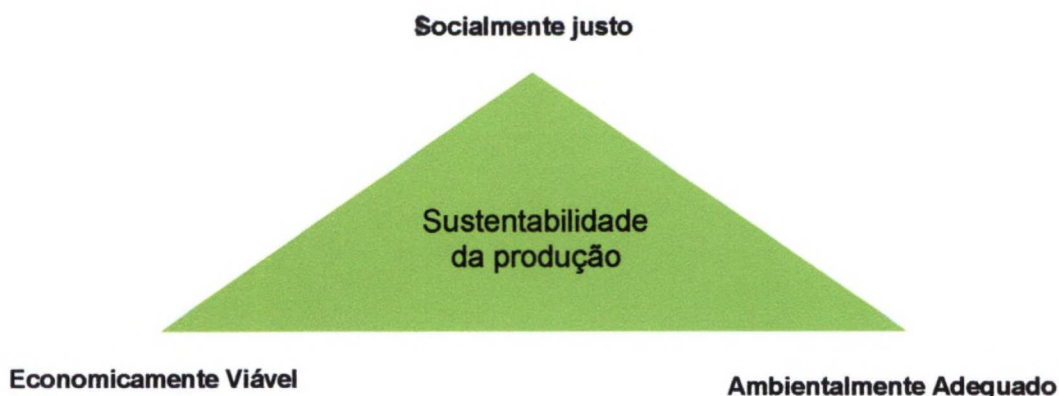 Socialmente justo
Sustentabilidade
da produção
Economicamente Viável
Ambientalmente Adequado